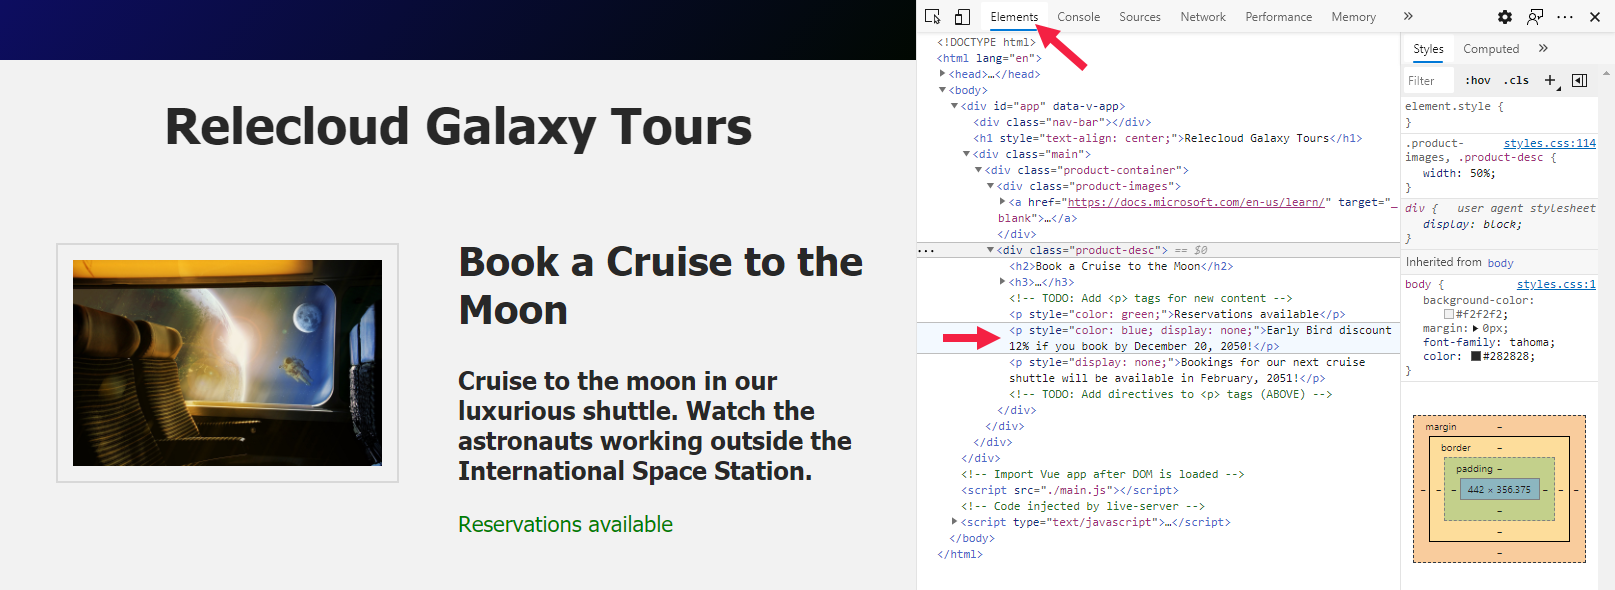 Relecloud Galaxy Tours
Book a Cruise to the
Moon
Cruise to the moon in our
luxurious shuttle. Watch the
astronauts working outside the
International Space Station.
Reservations available
Elements Console Sources Network Performance Memory »
<!DOCTYPE html>
<html lang="en">
<head>…</head>
<body>
<div id="app" data-v-app>
<div class="nav-bar"></div>
<h1 style="text-align: center;">Relecloud Galaxy Tours</h1>
<div class="main">
<div class="product-container">
<div class="product-images">
<a href="https://docs.microsoft.com/en-us/learn/" target="_
blank">…</a>
</div>
<div class="product-desc"> == $0
<h2>Book a Cruise to the Moon</h2>
<h3>…</h3>
<!-- TODO: Add <p> tags for new content -->
<p style="color: green;">Reservations available</p>
<p style="color: blue; display: none;">Early Bird discount
12% if you book by December 20, 2050!</p>
<p style="display: none;">Bookings for our next cruise
shuttle will be available in February, 2051!</p>
<!-- TODO: Add directives to <p> tags (ABOVE) -->
</div>
</div>
</div>
</div>
<!-- Import Vue app after DOM is loaded -->
<script src="./main.js"></script>
<!-- Code injected by live-server -->
<script type="text/javascript">…</script>
</body>
</html>
Styles Computed »
Filter :hov .cls +
element.style {
}
.product- styles.css:114
images, .product-desc {
width: 50%;
}
div { user agent stylesheet
display: block;
}
Inherited from body
body { styles.css:1
background-color:
#f2f2f2;
margin: 0px;
font-family: tahoma;
color: #282828;
}
margin –
border –
padding –
– – – 442 × 356.375 – – –
–
–
–